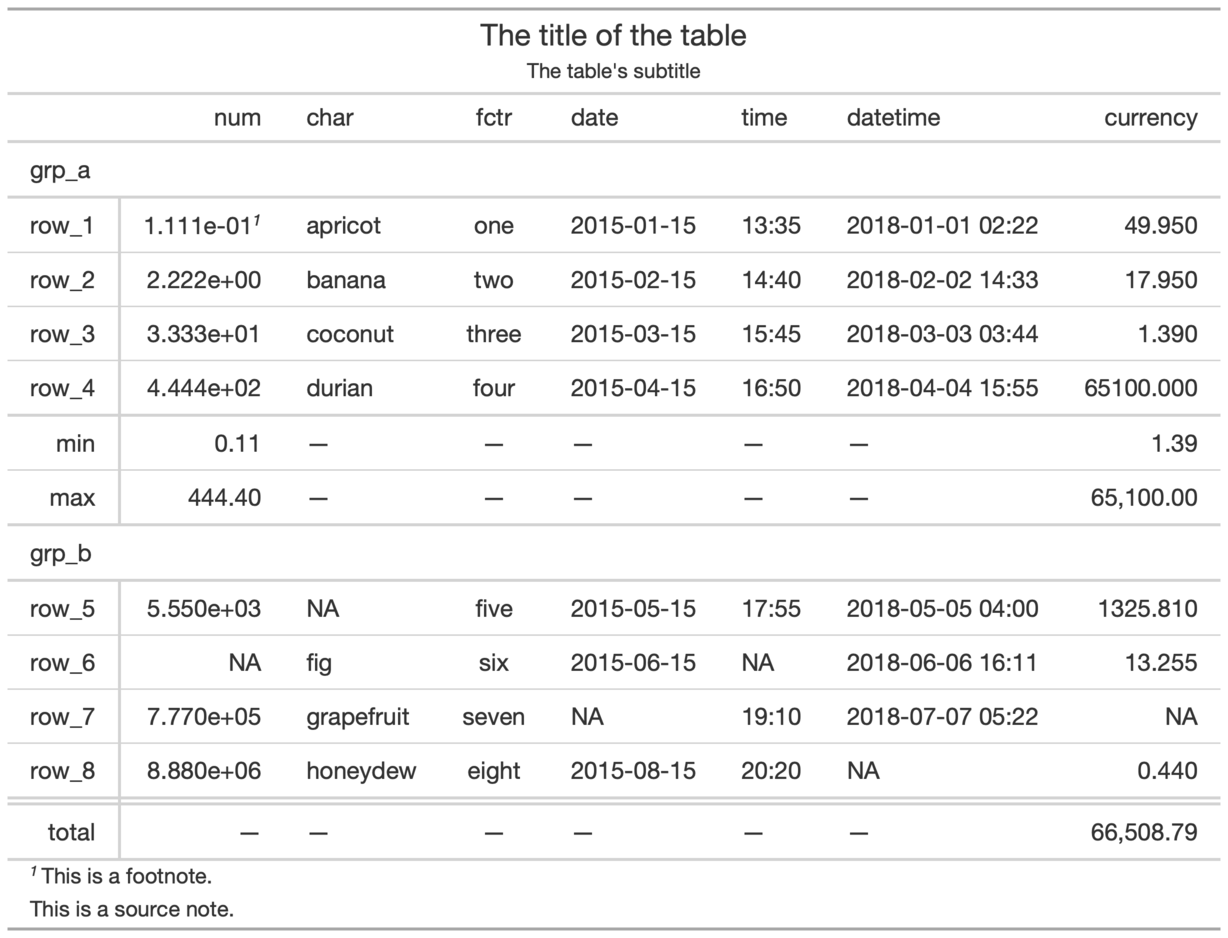 The title of the table
The table's subtitle
num char fctr date time datetime currency
grp_a
row_1 1.111e-01¹ apricot one 2015-01-15 13:35 2018-01-01 02:22 49.950
row_2 2.222e+00 banana two 2015-02-15 14:40 2018-02-02 14:33 17.950
row_3 3.333e+01 coconut three 2015-03-15 15:45 2018-03-03 03:44 1.390
row_4 4.444e+02 durian four 2015-04-15 16:50 2018-04-04 15:55 65100.000
min 0.11 — — — — — 1.39
max 444.40 — — — — — 65,100.00
grp_b
row_5 5.550e+03 NA five 2015-05-15 17:55 2018-05-05 04:00 1325.810
row_6 NA fig six 2015-06-15 NA 2018-06-06 16:11 13.255
row_7 7.770e+05 grapefruit seven NA 19:10 2018-07-07 05:22 NA
row_8 8.880e+06 honeydew eight 2015-08-15 20:20 NA 0.440
total — — — — — — 66,508.79
¹ This is a footnote.
This is a source note.